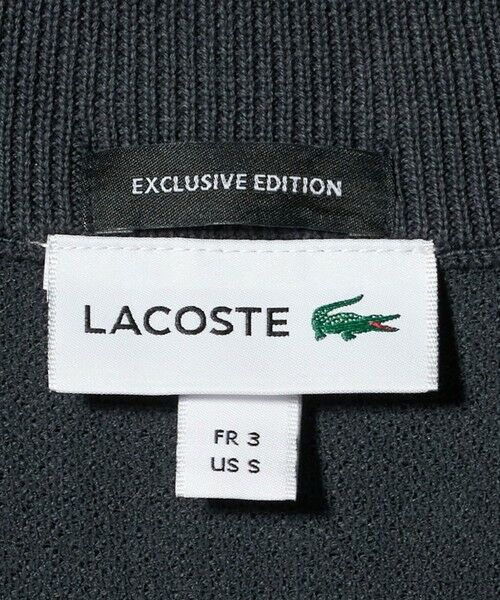 EXCLUSIVE EDITION
LACOSTE
FR 3
US S